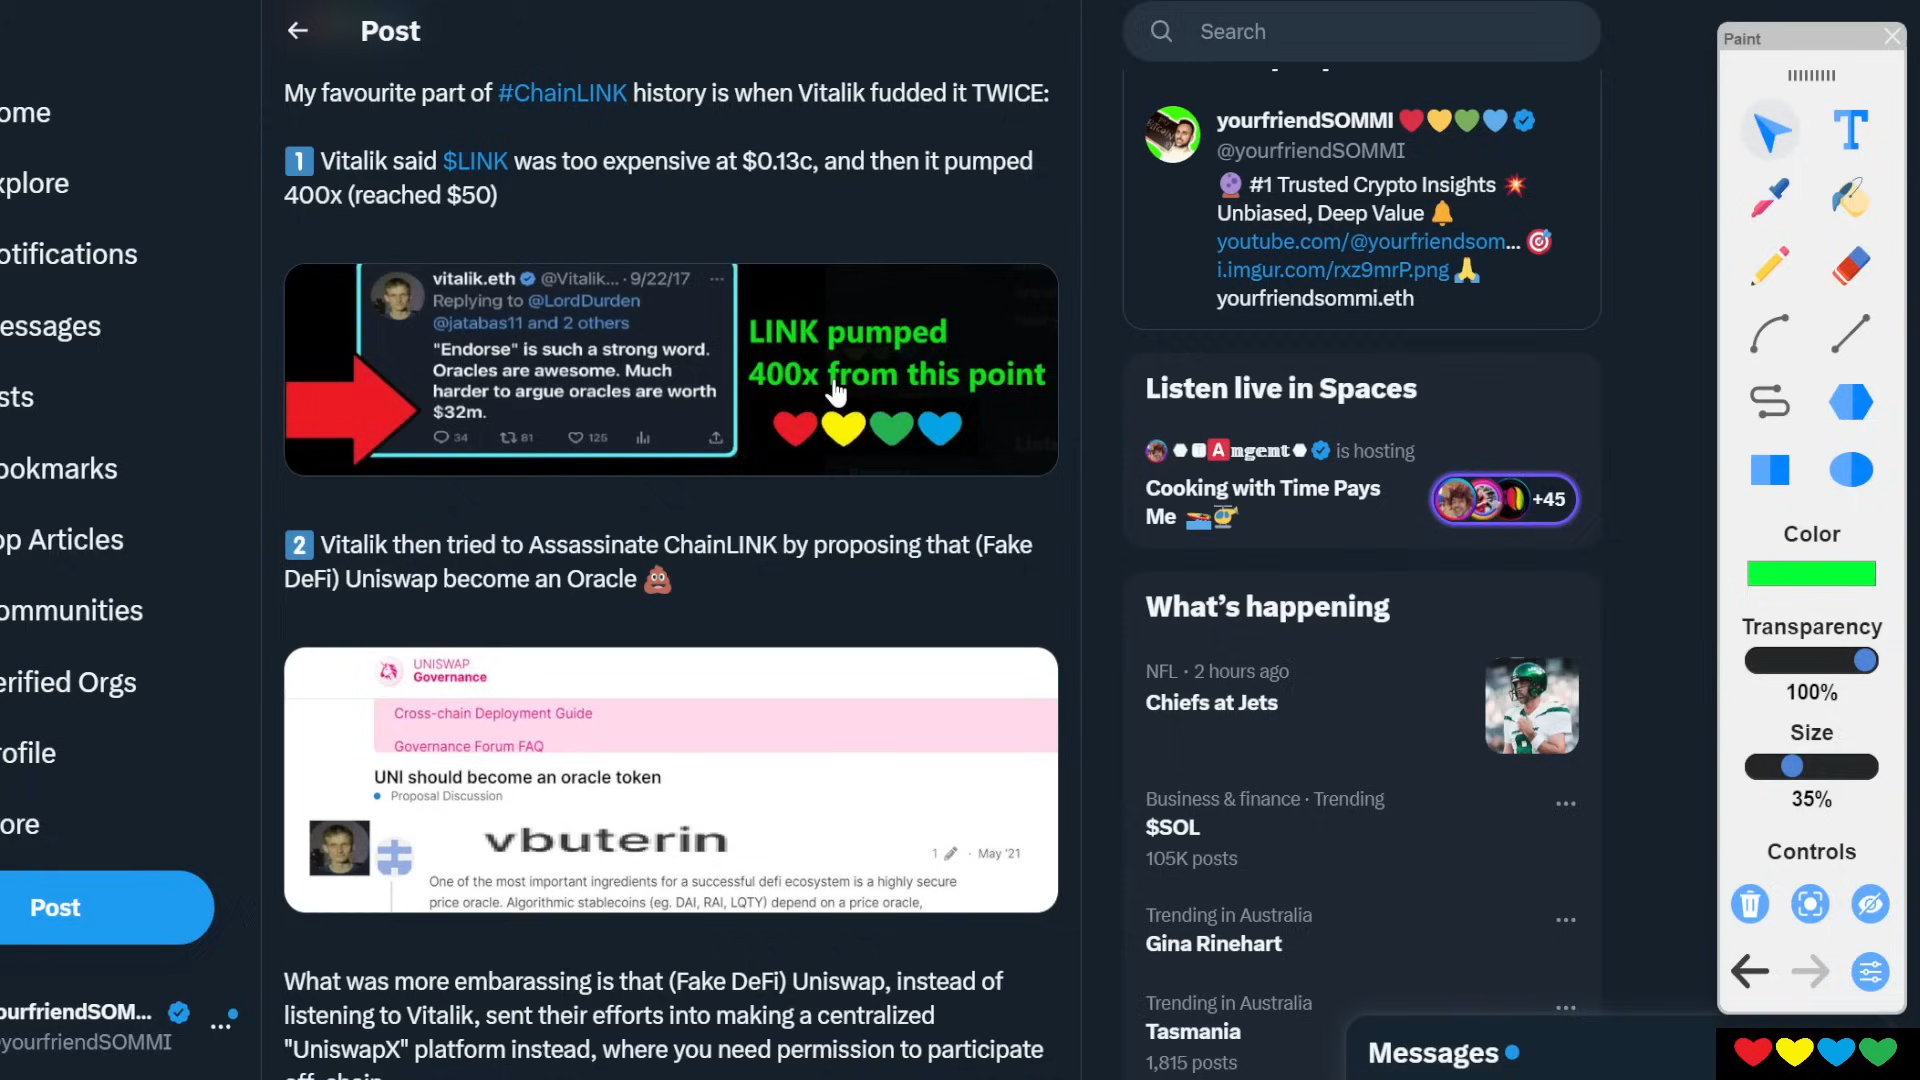 Post
My favourite part of #ChainLINK history is when Vitalik fudded it TWICE:
1 Vitalik said $LINK was too expensive at $0.13c, and then it pumped
400x (reached $50)
vitalik.eth @Vitalik... · 9/22/17 ...
Replying to @LordDurden
@jatabas11 and 2 others
"Endorse" is such a strong word.
Oracles are awesome. Much
harder to argue oracles are worth
$32m.
34 81 126
LINK pumped
400x from this point
2 Vitalik then tried to Assassinate ChainLINK by proposing that (Fake
DeFi) Uniswap become an Oracle 💩
UNISWAP
Governance
Cross-chain Deployment Guide
Governance Forum FAQ
UNI should become an oracle token
Proposal Discussion
vbuterin
1 · May '21
One of the most important ingredients for a successful defi ecosystem is a highly secure
price oracle. Algorithmic stablecoins (eg. DAI, RAI, LQTY) depend on a price oracle,
What was more embarassing is that (Fake DeFi) Uniswap, instead of
listening to Vitalik, sent their efforts into making a centralized
"UniswapX" platform instead, where you need permission to participate
ome
xplore
otifications
essages
sts
ookmarks
op Articles
ommunities
erified Orgs
rofile
ore
Post
ourfriendSOM...
yourfriendSOMMI
Search
yourfriendSOMMI ❤️💛💚💙
@yourfriendSOMMI
🔮 #1 Trusted Crypto Insights 💥
Unbiased, Deep Value 🔔
youtube.com/@yourfriendsom... 🎯
i.imgur.com/rxz9mrP.png 🙏
yourfriendsommi.eth
Listen live in Spaces
🅰𝖒𝖌𝖊𝖓𝖙 is hosting
Cooking with Time Pays
Me 🚤🚁
+45
What's happening
NFL · 2 hours ago
Chiefs at Jets
Business & finance · Trending
$SOL
105K posts
Trending in Australia
Gina Rinehart
Trending in Australia
Tasmania
1,815 posts
Messages
Paint
T
Color
Transparency
100%
Size
35%
Controls